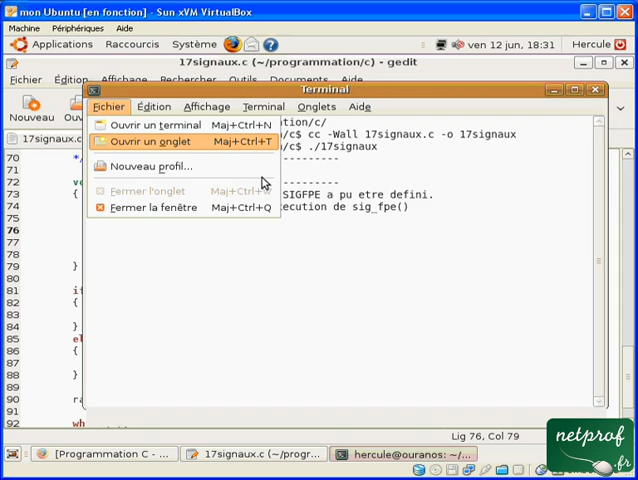 mon Ubuntu [en fonction] - Sun xVM VirtualBox
Machine Périphériques Aide
Applications Raccourcis Système ven 12 jun, 18:31 Hercule
17signaux.c (~/programmation/c) - gedit
Fichier Édition Affichage Rechercher Outils Documents Aide
Nouveau
Terminal
Fichier Édition Affichage Terminal Onglets Aide
Ouvrir un terminal Maj+Ctrl+N
Ouvrir un onglet Maj+Ctrl+T
Nouveau profil...
Fermer l'onglet
Fermer la fenêtre Maj+Ctrl+Q
ation/c/
n/c$ cc -Wall 17signaux.c -o 17signaux
n/c$ ./17signaux
----------
----------
SIGFPE a pu etre defini.
ecution de sig_fpe()
17signaux.c
70 */
71
72
73 {
74
75
76
79 }
80
81
82 {
83
84 }
85
86 {
87
88 }
89
90
91
92
Lig 76, Col 79
[Programmation C - ... 17signaux.c (~/progr... hercule@ouranos: ~/...
netprof
.fr